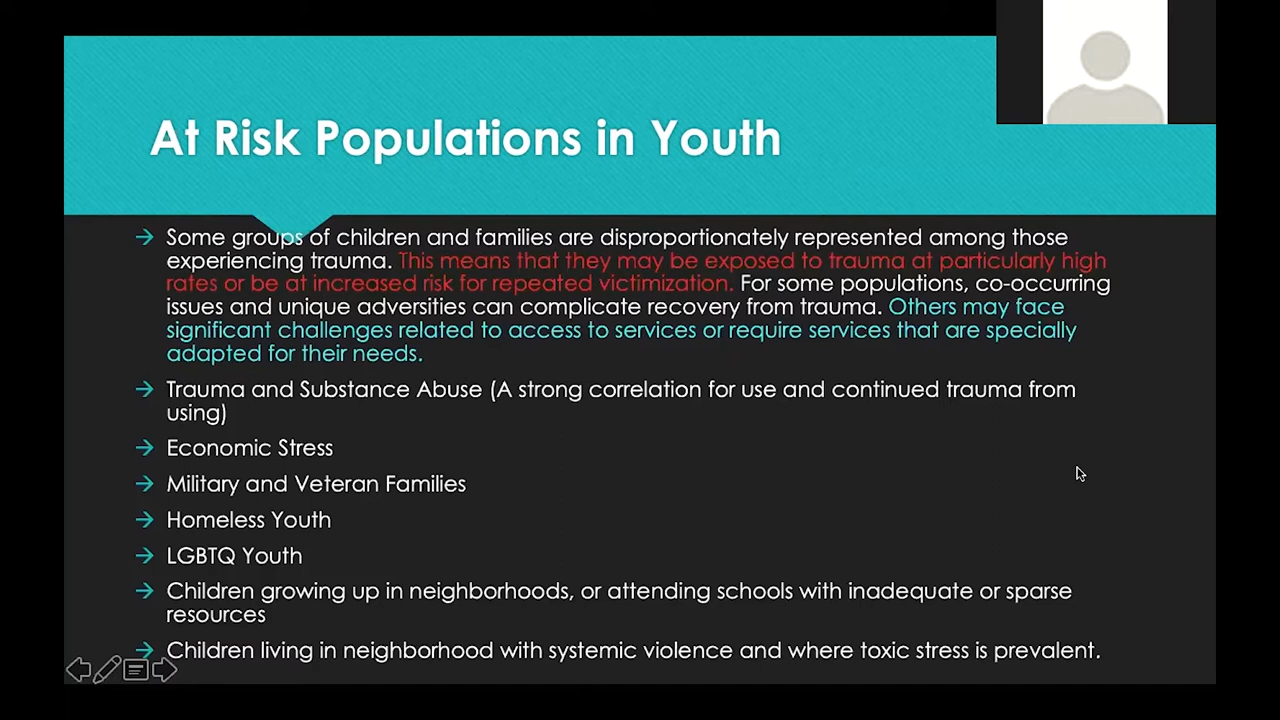 At Risk Populations in Youth
Some groups of children and families are disproportionately represented among those
experiencing trauma. This means that they may be exposed to trauma at particularly high
rates or be at increased risk for repeated victimization. For some populations, co-occurring
issues and unique adversities can complicate recovery from trauma. Others may face
significant challenges related to access to services or require services that are specially
adapted for their needs.
Trauma and Substance Abuse (A strong correlation for use and continued trauma from
using)
Economic Stress
Military and Veteran Families
Homeless Youth
LGBTQ Youth
Children growing up in neighborhoods, or attending schools with inadequate or sparse
resources
Children living in neighborhood with systemic violence and where toxic stress is prevalent.